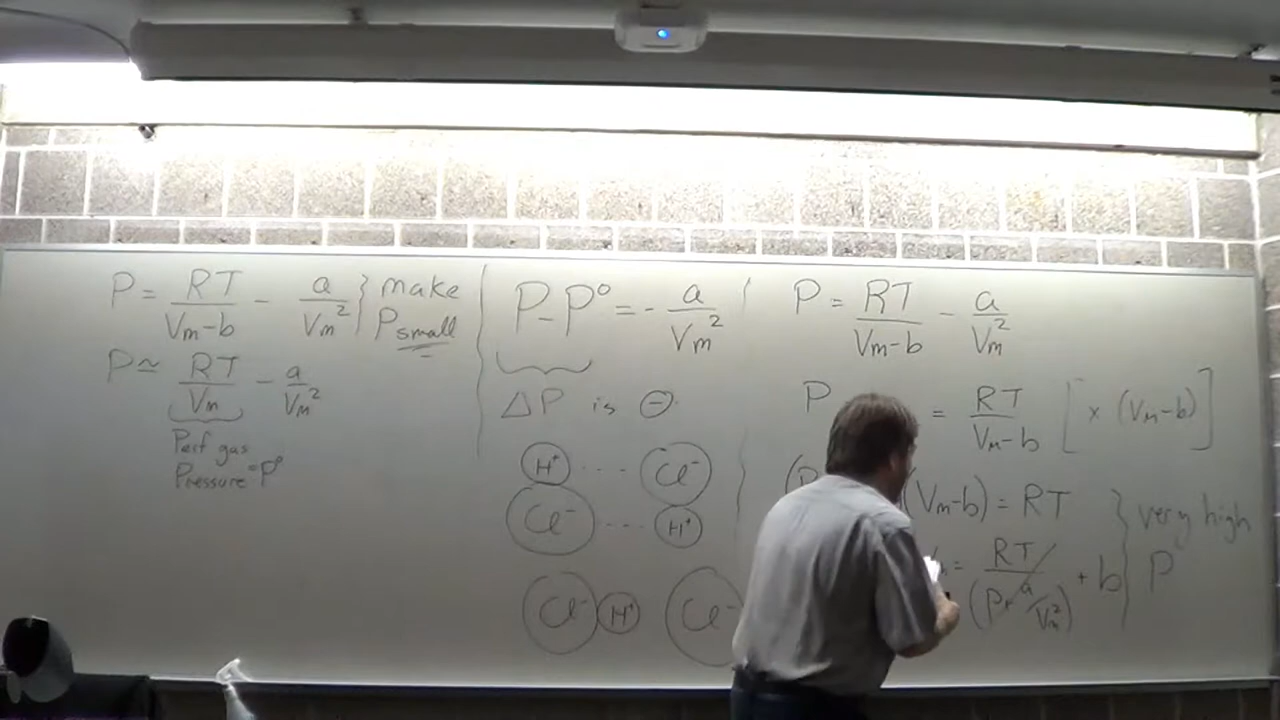 P = RT/(Vm-b) - a/Vm² } make P small
P ≃ RT/Vm - a/Vm²
Perf gas
Pressure = P°
P - P° = - a/Vm²
ΔP is ⊖
H⁺ ... Cl⁻
Cl⁻ ... H⁺
Cl⁻ H⁺ Cl⁻
P = RT/(Vm-b) - a/Vm²
P = RT/(Vm-b) [ × (Vm-b) ]
(P (Vm-b) = RT } very high P
= RT/(P+a/Vm²) + b